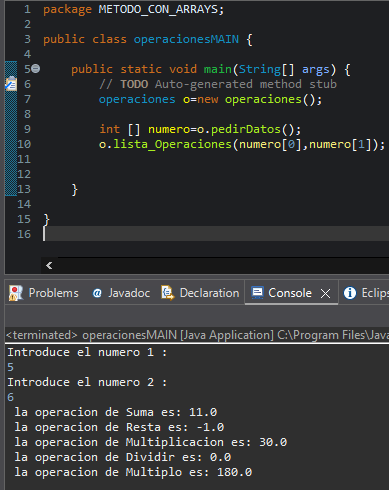 1 package METODO_CON_ARRAYS;
2
3 public class operacionesMAIN {
4
5 public static void main(String[] args) {
6 // TODO Auto-generated method stub
7 operaciones o=new operaciones();
8
9 int [] numero=o.pedirDatos();
10 o.lista_Operaciones(numero[0],numero[1]);
11
12
13 }
14
15 }
16
Problems @ Javadoc Declaration Console Eclips
<terminated> operacionesMAIN [Java Application] C:\Program Files\Java
Introduce el numero 1 :
5
Introduce el numero 2 :
6
la operacion de Suma es: 11.0
la operacion de Resta es: -1.0
la operacion de Multiplicacion es: 30.0
la operacion de Dividir es: 0.0
la operacion de Multiplo es: 180.0